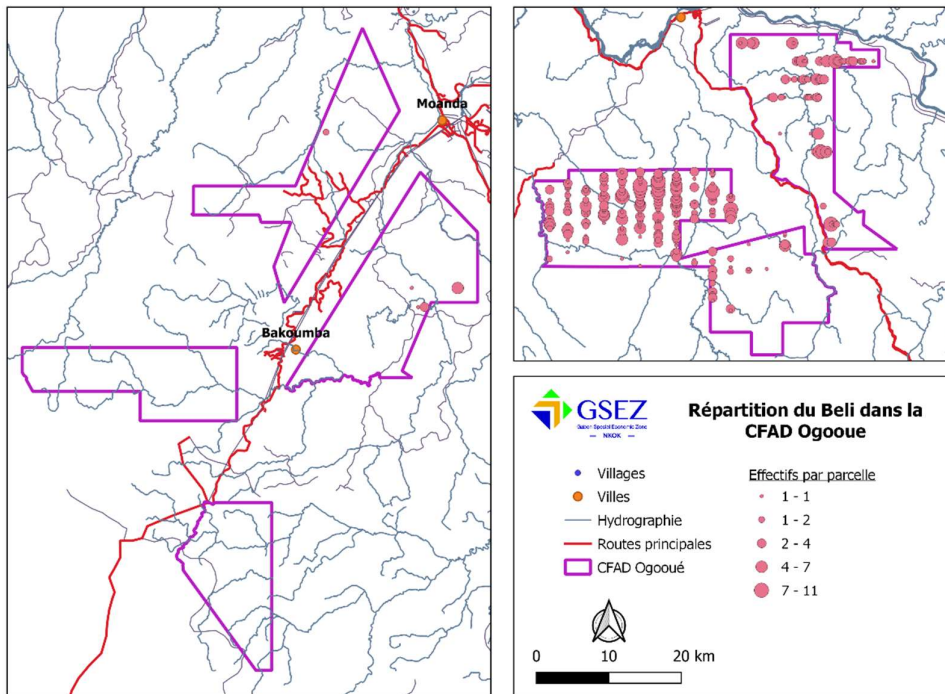 Moanda
Bakoumba
GSEZ
Gabon Special Economic Zone
— NKOK —
Répartition du Beli dans la
CFAD Ogooue
Villages
Villes
Hydrographie
Routes principales
CFAD Ogooué
Effectifs par parcelle
1 - 1
1 - 2
2 - 4
4 - 7
7 - 11
0 10 20 km